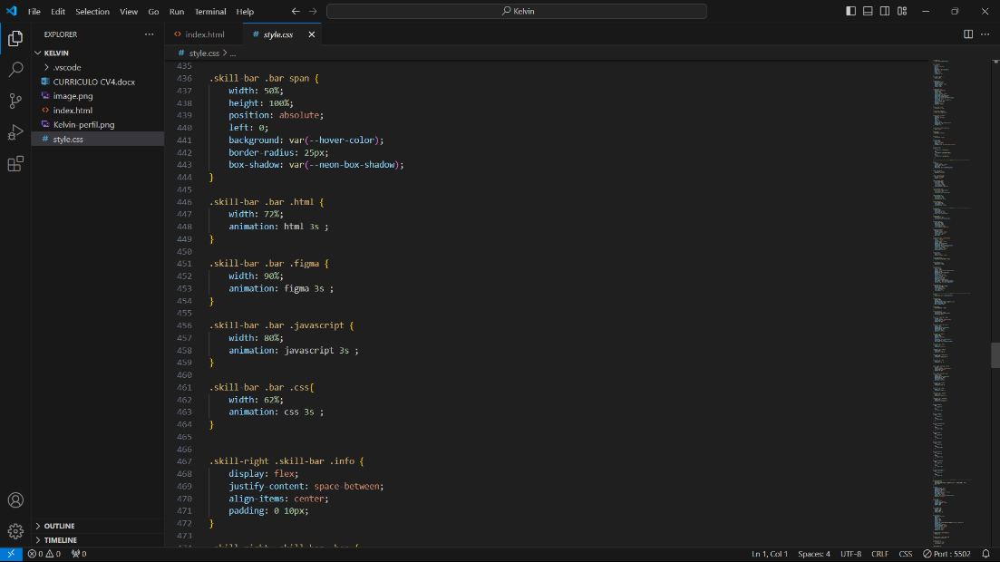 File Edit Selection View Go Run Terminal Help
Kelvin
EXPLORER
index.html
style.css
KELVIN
.vscode
CURRICULO CV4.docx
image.png
index.html
Kelvin-perfil.png
style.css
OUTLINE
TIMELINE
style.css > ...
435
436 .skill-bar .bar span {
437 width: 50%;
438 height: 100%;
439 position: absolute;
440 left: 0;
441 background: var(--hover-color);
442 border-radius: 25px;
443 box-shadow: var(--neon-box-shadow);
444 }
445
446 .skill-bar .bar .html {
447 width: 72%;
448 animation: html 3s ;
449 }
450
451 .skill-bar .bar .figma {
452 width: 90%;
453 animation: figma 3s ;
454 }
455
456 .skill-bar .bar .javascript {
457 width: 80%;
458 animation: javascript 3s ;
459 }
460
461 .skill-bar .bar .css{
462 width: 62%;
463 animation: css 3s ;
464 }
465
466
467 .skill-right .skill-bar .info {
468 display: flex;
469 justify-content: space-between;
470 align-items: center;
471 padding: 0 10px;
472 }
473
0 0 0
Ln 1, Col 1 Spaces: 4 UTF-8 CRLF CSS Port : 5502